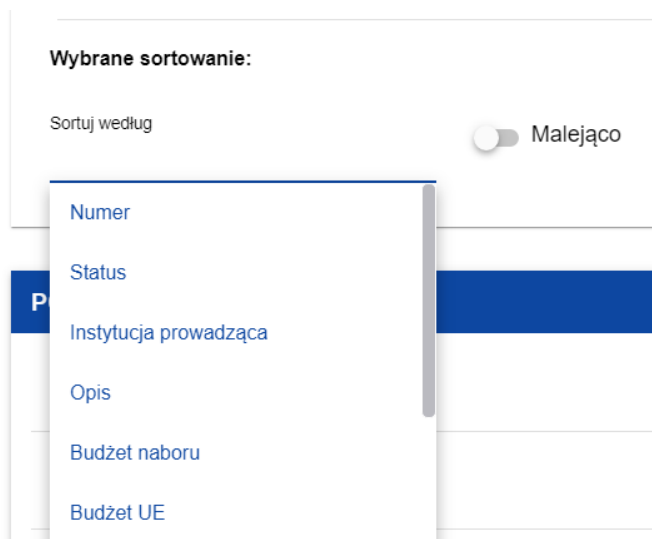 Wybrane sortowanie:
Sortuj według
Malejąco
Numer
Status
Instytucja prowadząca
Opis
Budżet naboru
Budżet UE